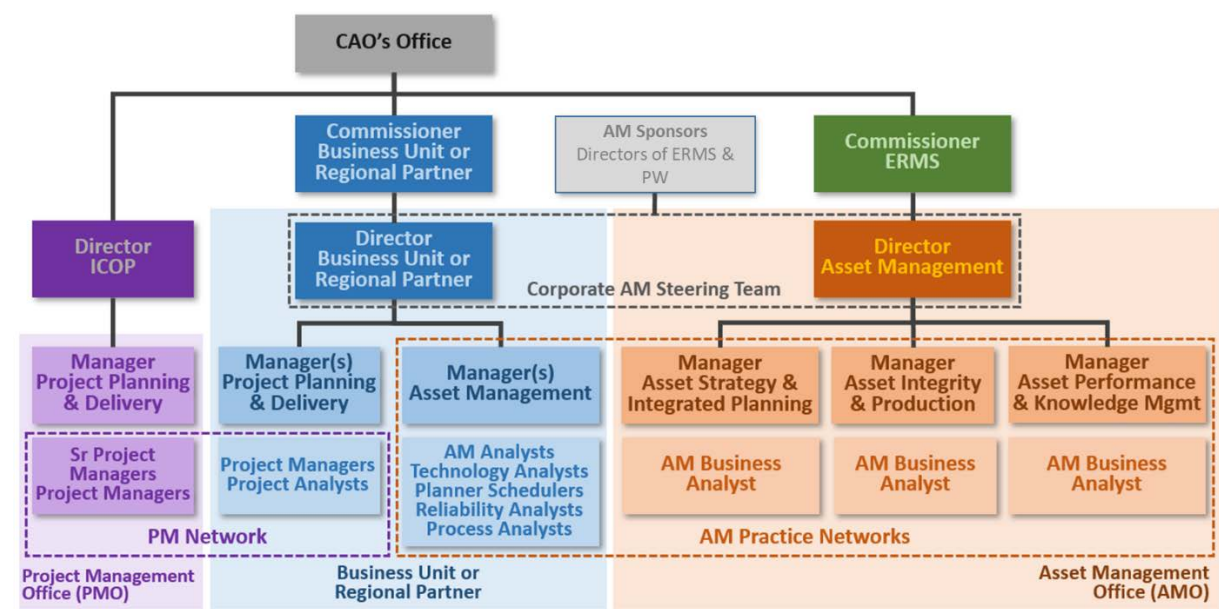 CAO's Office
Commissioner
Business Unit or
Regional Partner
AM Sponsors
Directors of ERMS &
PW
Commissioner
ERMS
Director
ICOP
Director
Business Unit or
Regional Partner
Director
Asset Management
Corporate AM Steering Team
Manager
Project Planning
& Delivery
Manager(s)
Project Planning
& Delivery
Manager(s)
Asset Management
Manager
Asset Strategy &
Integrated Planning
Manager
Asset Integrity
& Production
Manager
Asset Performance
& Knowledge Mgmt
Sr Project
Managers
Project Managers
Project Managers
Project Analysts
AM Analysts
Technology Analysts
Planner Schedulers
Reliability Analysts
Process Analysts
AM Business
Analyst
AM Business
Analyst
AM Business
Analyst
PM Network
AM Practice Networks
Project Management
Office (PMO)
Business Unit or
Regional Partner
Asset Management
Office (AMO)